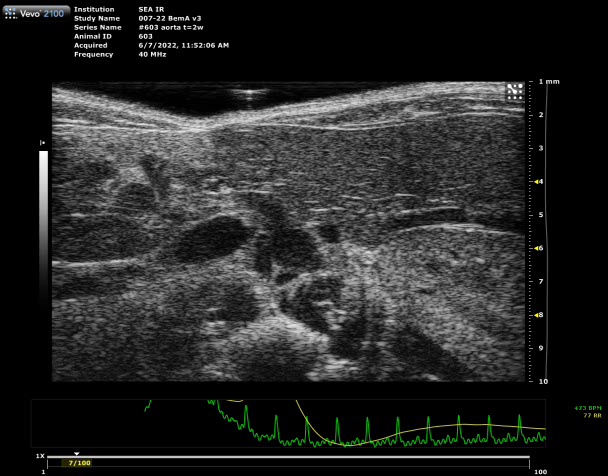 Vevo 2100
Institution SEA IR
Study Name 007-22 BemA v3
Series Name #603 aorta t=2w
Animal ID 603
Acquired 6/7/2022, 11:52:06 AM
Frequency 40 MHz
1 mm
2
3
4
5
6
7
8
9
10
473 BPM
77 RR
1X
7/100
1 100